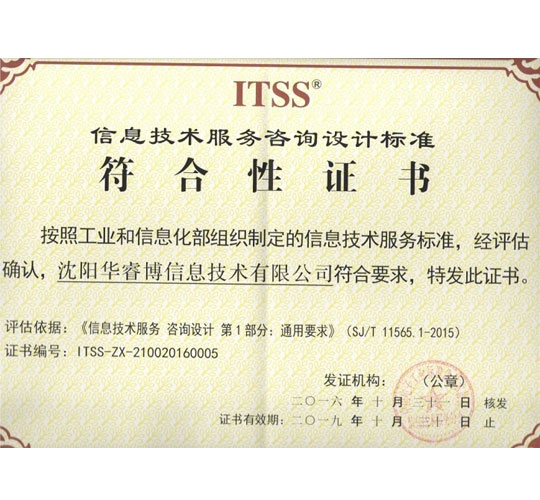 ITSS®
信息技术服务咨询设计标准
符合性证书
按照工业和信息化部组织制定的信息技术服务标准，经评估
确认，沈阳华睿博信息技术有限公司符合要求，特发此证书。
评估依据：《信息技术服务 咨询设计 第1部分：通用要求》（SJ/T 11565.1-2015）
证书编号：ITSS-ZX-210020160005
发证机构：（公章）
二〇一六 年 十 月 三十一 日 核发
证书有效期：二〇一九 年 十 月 三十 日 止